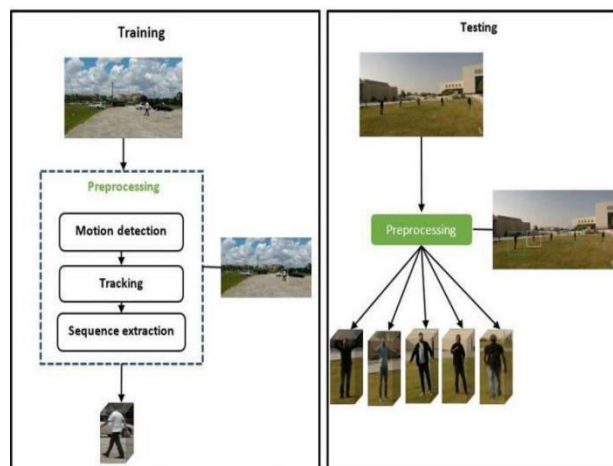 Training
Preprocessing
Motion detection
Tracking
Sequence extraction
Testing
Preprocessing